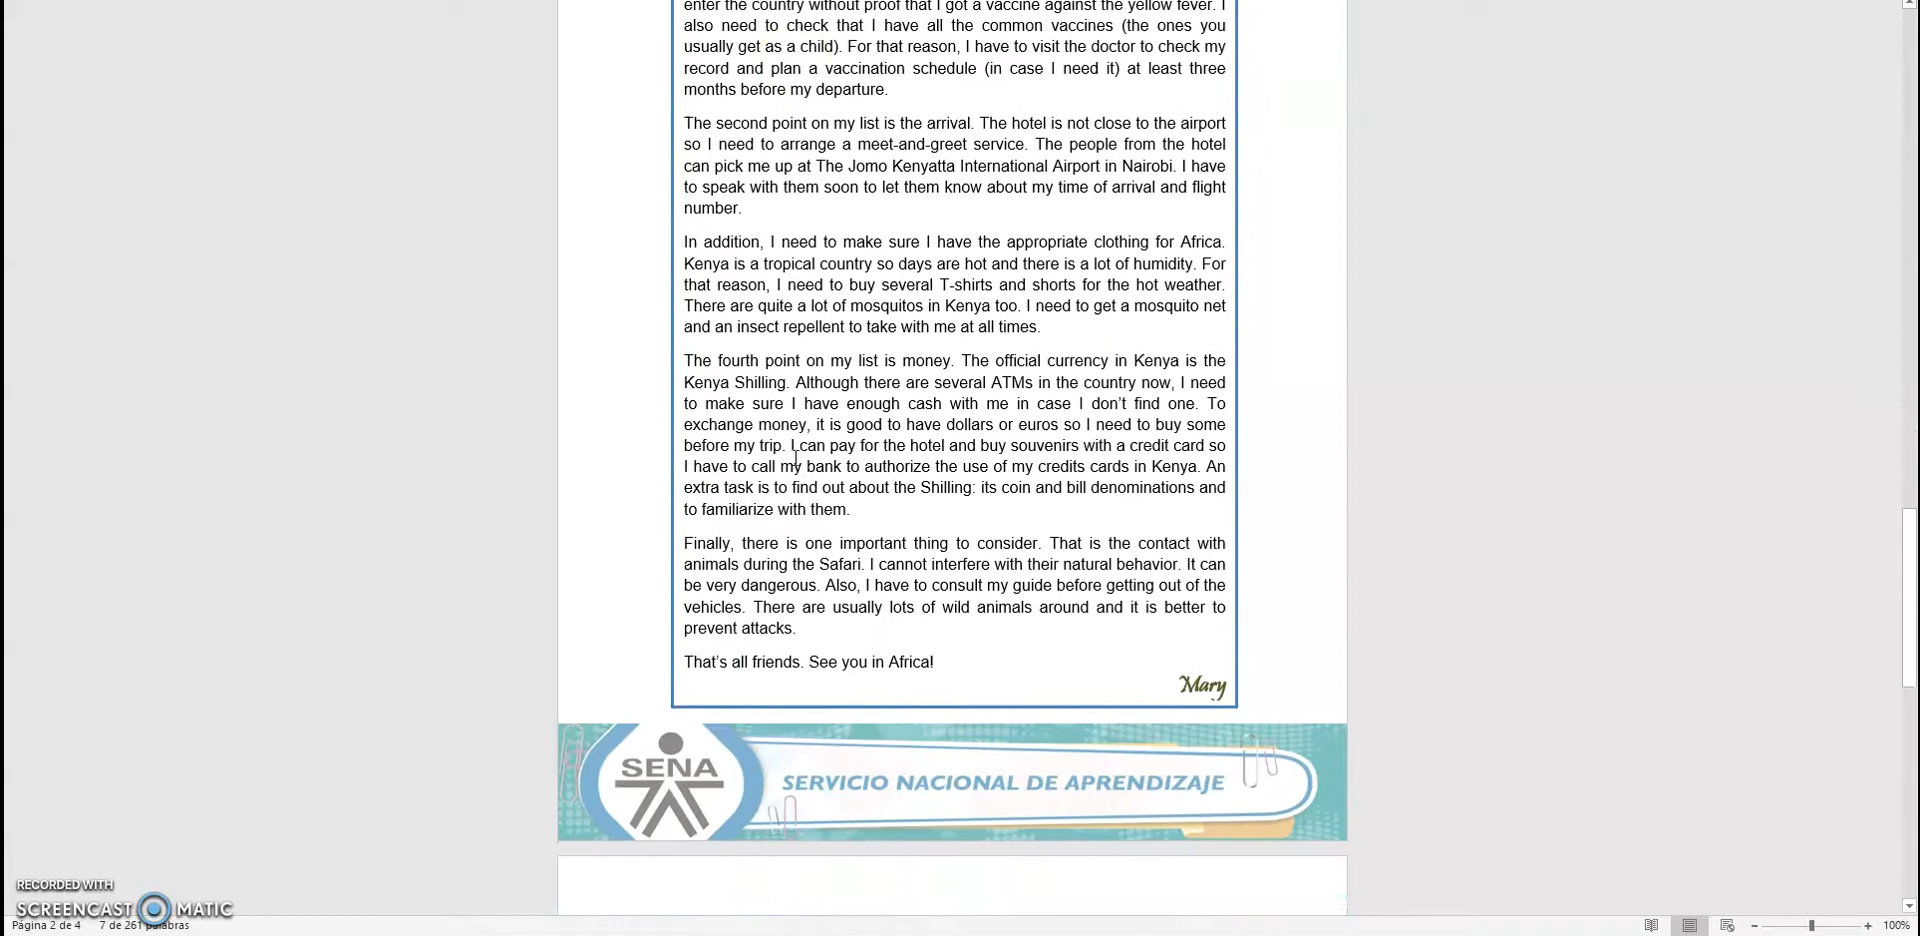 enter the country without proof that I got a vaccine against the yellow fever. I
also need to check that I have all the common vaccines (the ones you
usually get as a child). For that reason, I have to visit the doctor to check my
record and plan a vaccination schedule (in case I need it) at least three
months before my departure.
The second point on my list is the arrival. The hotel is not close to the airport
so I need to arrange a meet-and-greet service. The people from the hotel
can pick me up at The Jomo Kenyatta International Airport in Nairobi. I have
to speak with them soon to let them know about my time of arrival and flight
number.
In addition, I need to make sure I have the appropriate clothing for Africa.
Kenya is a tropical country so days are hot and there is a lot of humidity. For
that reason, I need to buy several T-shirts and shorts for the hot weather.
There are quite a lot of mosquitos in Kenya too. I need to get a mosquito net
and an insect repellent to take with me at all times.
The fourth point on my list is money. The official currency in Kenya is the
Kenya Shilling. Although there are several ATMs in the country now, I need
to make sure I have enough cash with me in case I don’t find one. To
exchange money, it is good to have dollars or euros so I need to buy some
before my trip. I can pay for the hotel and buy souvenirs with a credit card so
I have to call my bank to authorize the use of my credits cards in Kenya. An
extra task is to find out about the Shilling: its coin and bill denominations and
to familiarize with them.
Finally, there is one important thing to consider. That is the contact with
animals during the Safari. I cannot interfere with their natural behavior. It can
be very dangerous. Also, I have to consult my guide before getting out of the
vehicles. There are usually lots of wild animals around and it is better to
prevent attacks.
That’s all friends. See you in Africa!
Mary
SENA
SERVICIO NACIONAL DE APRENDIZAJE
RECORDED WITH
SCREENCAST MATIC
Página 2 de 4 7 de 261 palabras
100%